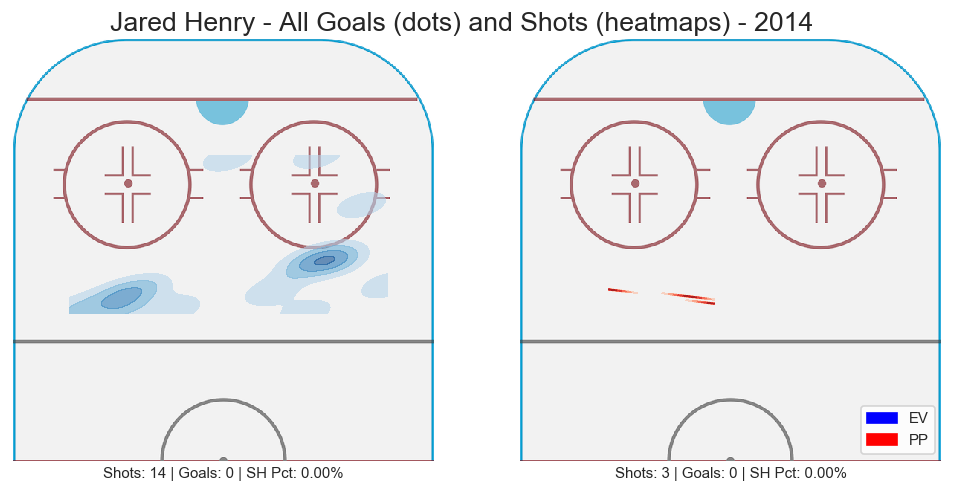 Jared Henry - All Goals (dots) and Shots (heatmaps) - 2014
EV
PP
Shots: 14 | Goals: 0 | SH Pct: 0.00%
Shots: 3 | Goals: 0 | SH Pct: 0.00%